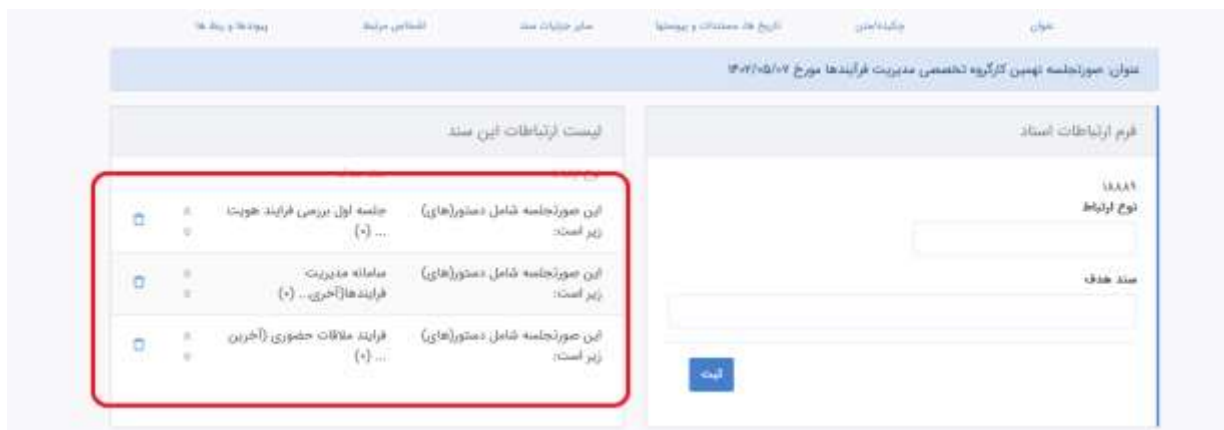 عنوان
چکیده/متن
تاریخ ها، مستندات و پیوستها
سایر جزئیات سند
اشخاص مرتبط
پیوندها و ربط ها
عنوان: صورتجلسه نهمین کارگروه تخصصی مدیریت فرآیندها مورخ ۱۴۰۲/۰۵/۰۷
فرم ارتباطات اسناد
۱۸۸۸۹
نوع ارتباط
سند هدف
ثبت
لیست ارتباطات این سند
این صورتجلسه شامل دستور(های)
زیر است:
جلسه اول بررسی فرایند هویت
... (۰)
این صورتجلسه شامل دستور(های)
زیر است:
سامانه مدیریت
فرایندها(آخری... (۰)
این صورتجلسه شامل دستور(های)
زیر است:
فرایند ملاقات حضوری (آخرین
... (۰)